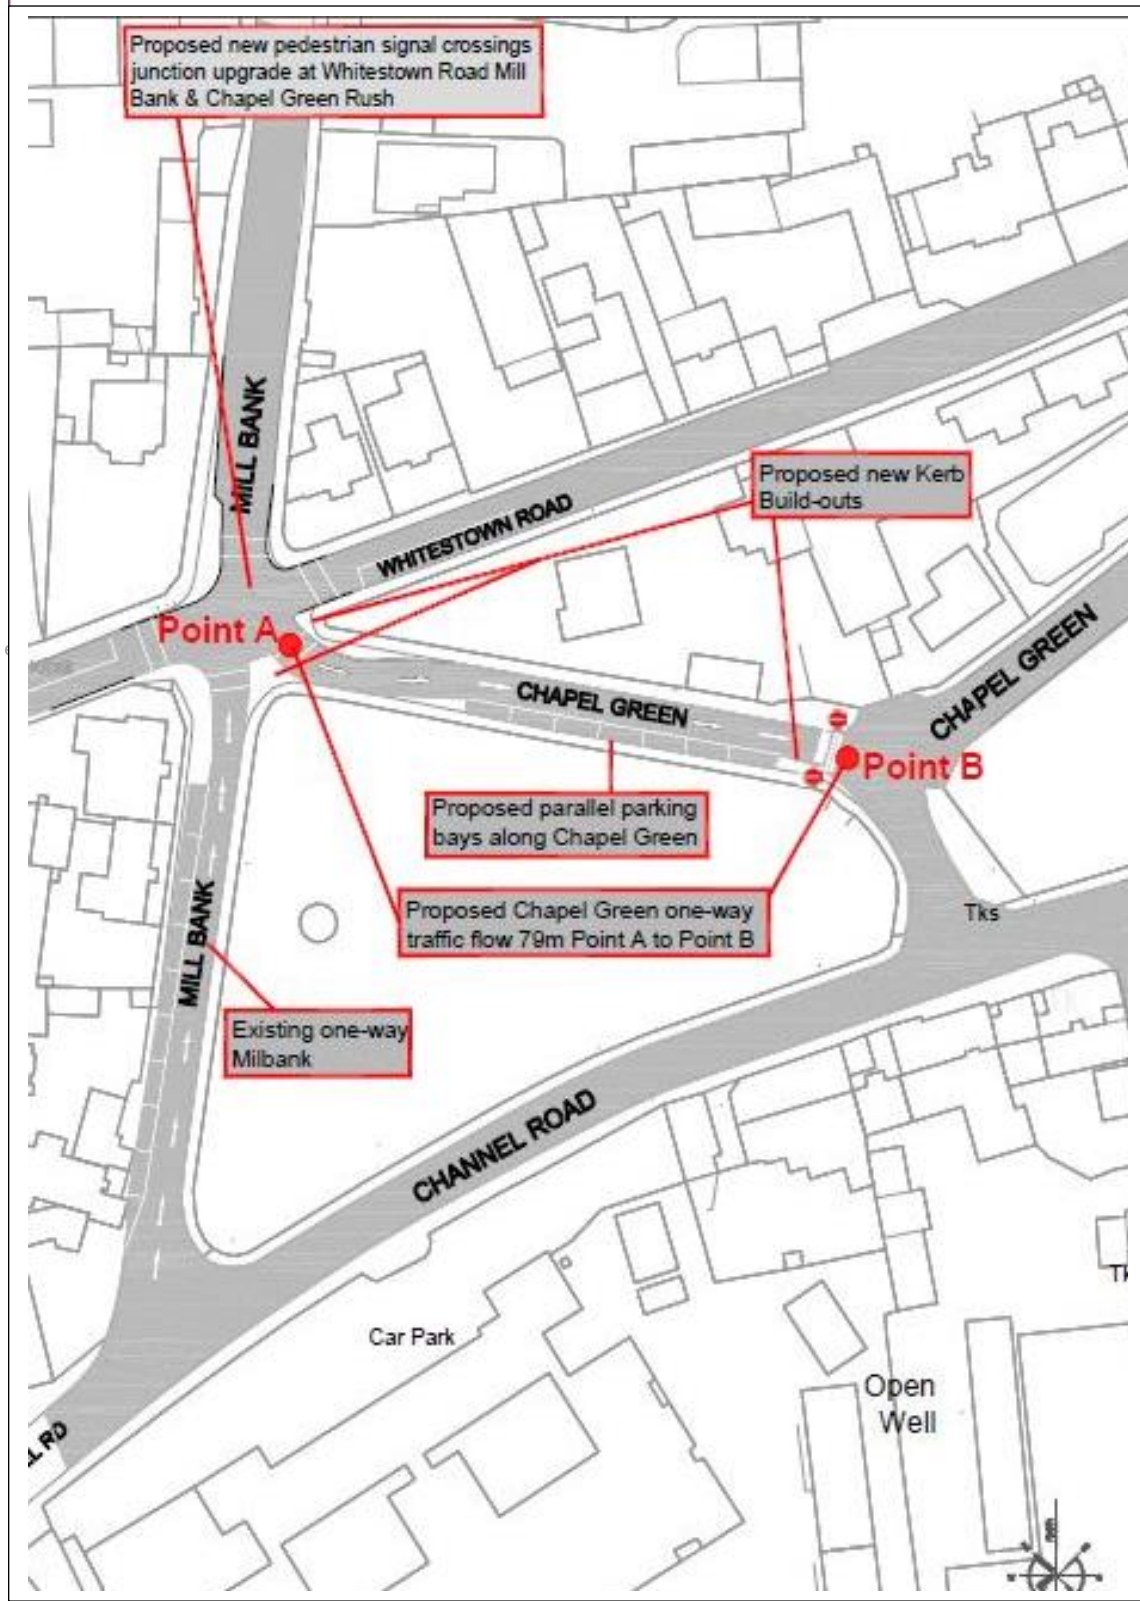 Proposed new pedestrian signal crossings
junction upgrade at Whitestown Road Mill
Bank & Chapel Green Rush
MILL BANK
Proposed new Kerb
Build-outs
WHITESTOWN ROAD
Point A
CHAPEL GREEN
CHAPEL GREEN
Point B
Proposed parallel parking
bays along Chapel Green
Proposed Chapel Green one-way
traffic flow 79m Point A to Point B
Tks
MILL BANK
Existing one-way
Milbank
CHANNEL ROAD
Car Park
Open
Well
EL RD